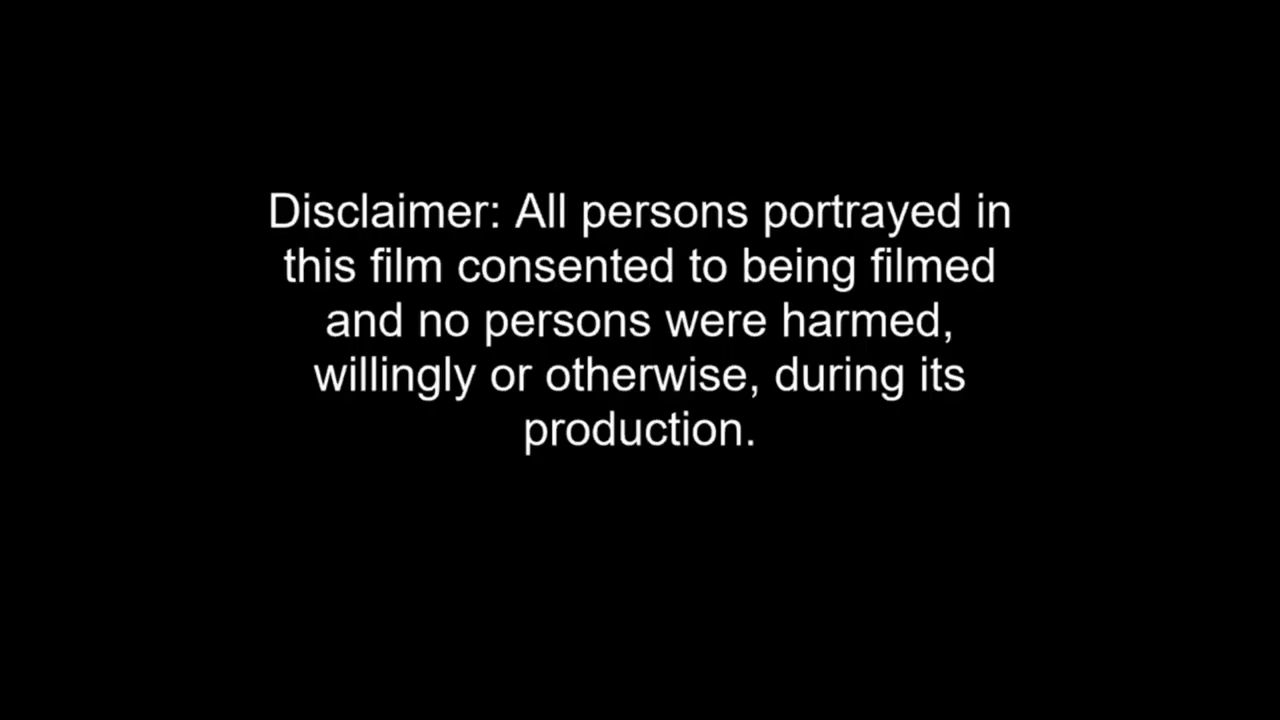 Disclaimer: All persons portrayed in
this film consented to being filmed
and no persons were harmed,
willingly or otherwise, during its
production.